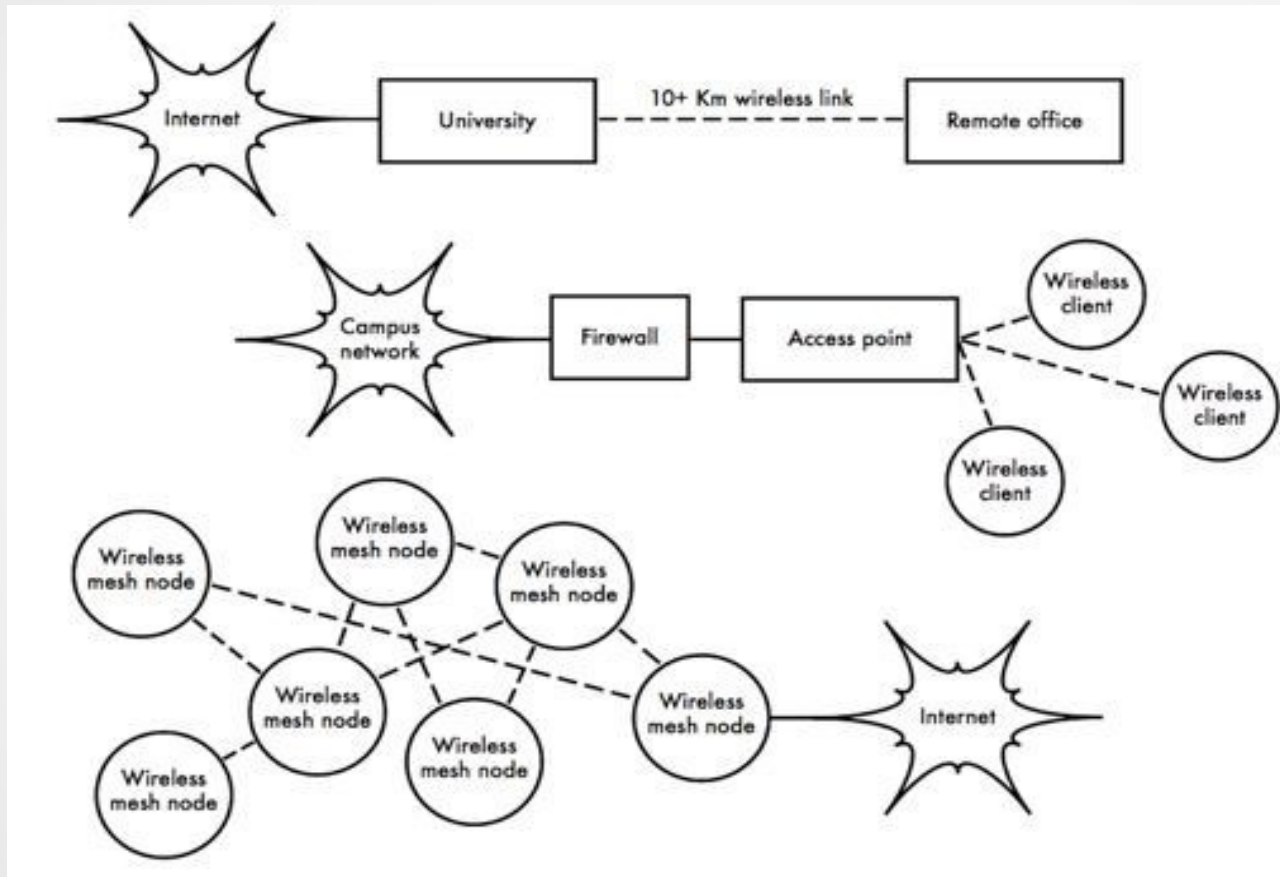 Internet
University
10+ Km wireless link
Remote office
Campus
network
Firewall
Access point
Wireless
client
Wireless
client
Wireless
client
Wireless
mesh node
Wireless
mesh node
Wireless
mesh node
Wireless
mesh node
Wireless
mesh node
Wireless
mesh node
Internet
Wireless
mesh node